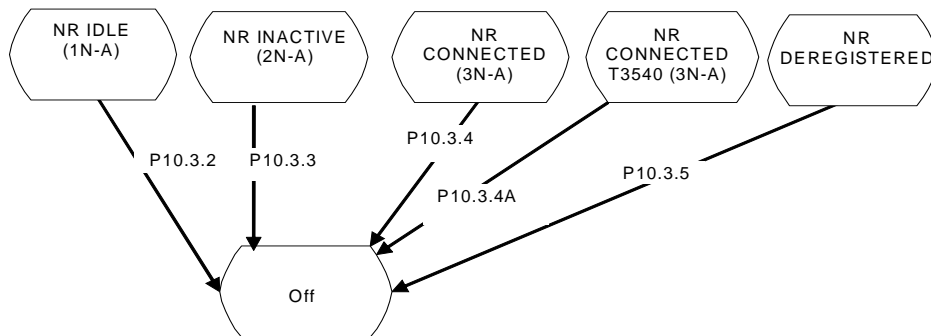 NR IDLE
(1N-A)
NR INACTIVE
(2N-A)
NR
CONNECTED
(3N-A)
NR
CONNECTED
T3540 (3N-A)
NR
DEREGISTERED
P10.3.2
P10.3.3
P10.3.4
P10.3.4A
P10.3.5
Off